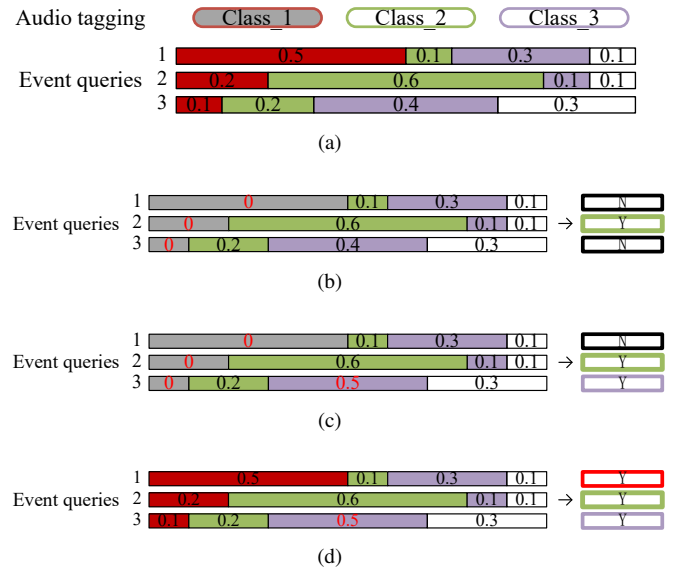 Audio tagging Class_1 Class_2 Class_3
1 0.5 0.1 0.3 0.1
Event queries 2 0.2 0.6 0.1 0.1
3 0.1 0.2 0.4 0.3
(a)
1 0 0.1 0.3 0.1 N
Event queries 2 0 0.6 0.1 0.1 → Y
3 0 0.2 0.4 0.3 N
(b)
1 0 0.1 0.3 0.1 N
Event queries 2 0 0.6 0.1 0.1 → Y
3 0 0.2 0.5 0.3 Y
(c)
1 0.5 0.1 0.3 0.1 Y
Event queries 2 0.2 0.6 0.1 0.1 → Y
3 0.1 0.2 0.5 0.3 Y
(d)